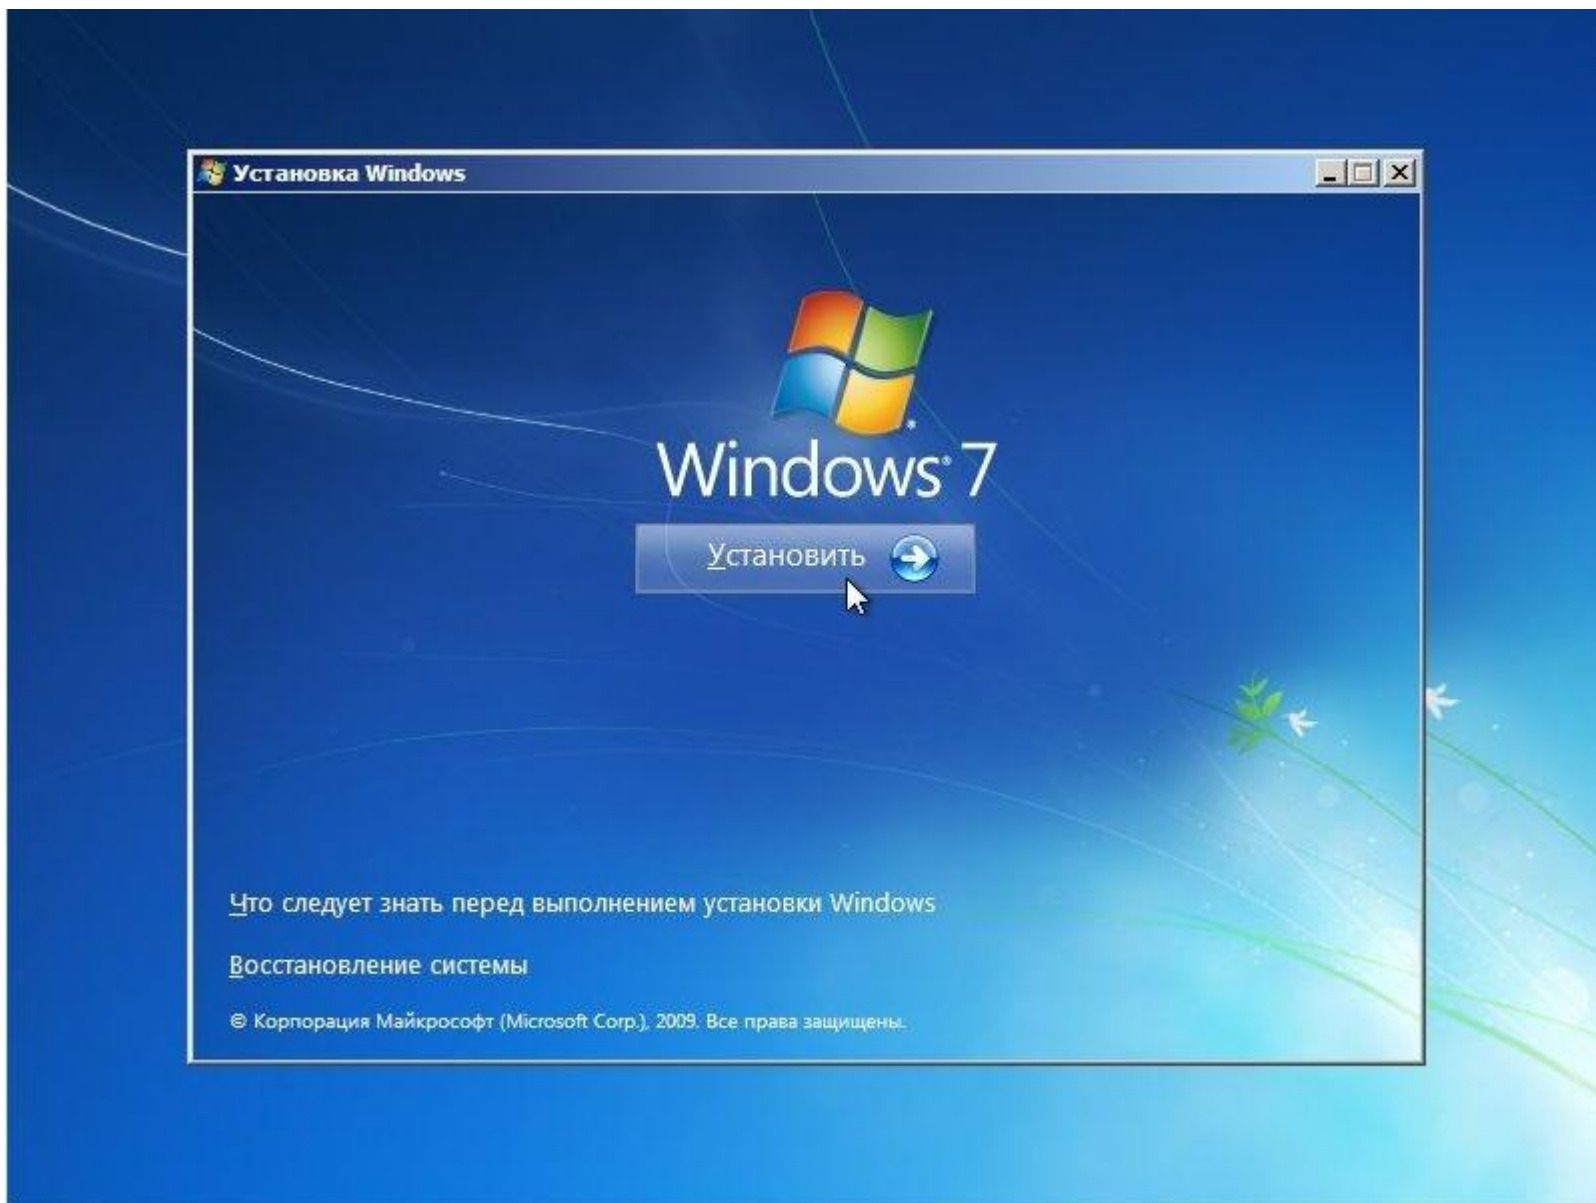 Установка Windows
Windows® 7
Установить
Что следует знать перед выполнением установки Windows
Восстановление системы
© Корпорация Майкрософт (Microsoft Corp.), 2009. Все права защищены.